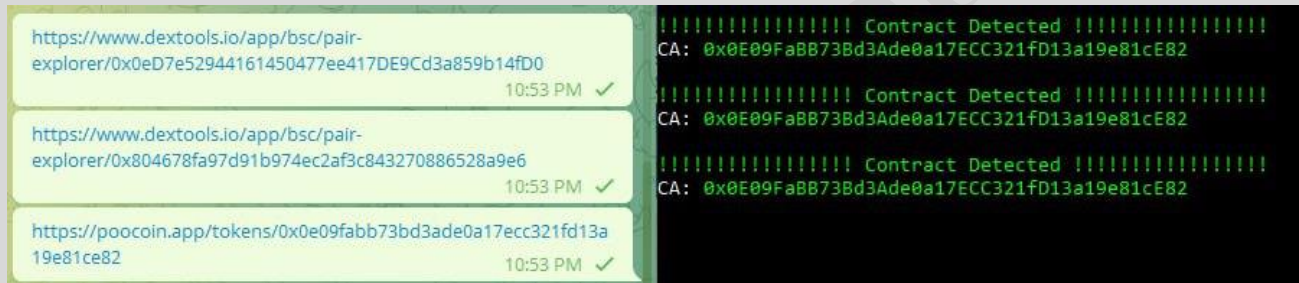 https://www.dextools.io/app/bsc/pair-
explorer/0x0eD7e52944161450477ee417DE9Cd3a859b14fD0
10:53 PM
https://www.dextools.io/app/bsc/pair-
explorer/0x804678fa97d91b974ec2af3c843270886528a9e6
10:53 PM
https://poocoin.app/tokens/0x0e09fabb73bd3ade0a17ecc321fd13a
19e81ce82
10:53 PM
!!!!!!!!!!!!!!!!! Contract Detected !!!!!!!!!!!!!!!!!
CA: 0x0E09FaBB73Bd3Ade0a17ECC321fD13a19e81cE82
!!!!!!!!!!!!!!!!! Contract Detected !!!!!!!!!!!!!!!!!
CA: 0x0E09FaBB73Bd3Ade0a17ECC321fD13a19e81cE82
!!!!!!!!!!!!!!!!! Contract Detected !!!!!!!!!!!!!!!!!
CA: 0x0E09FaBB73Bd3Ade0a17ECC321fD13a19e81cE82